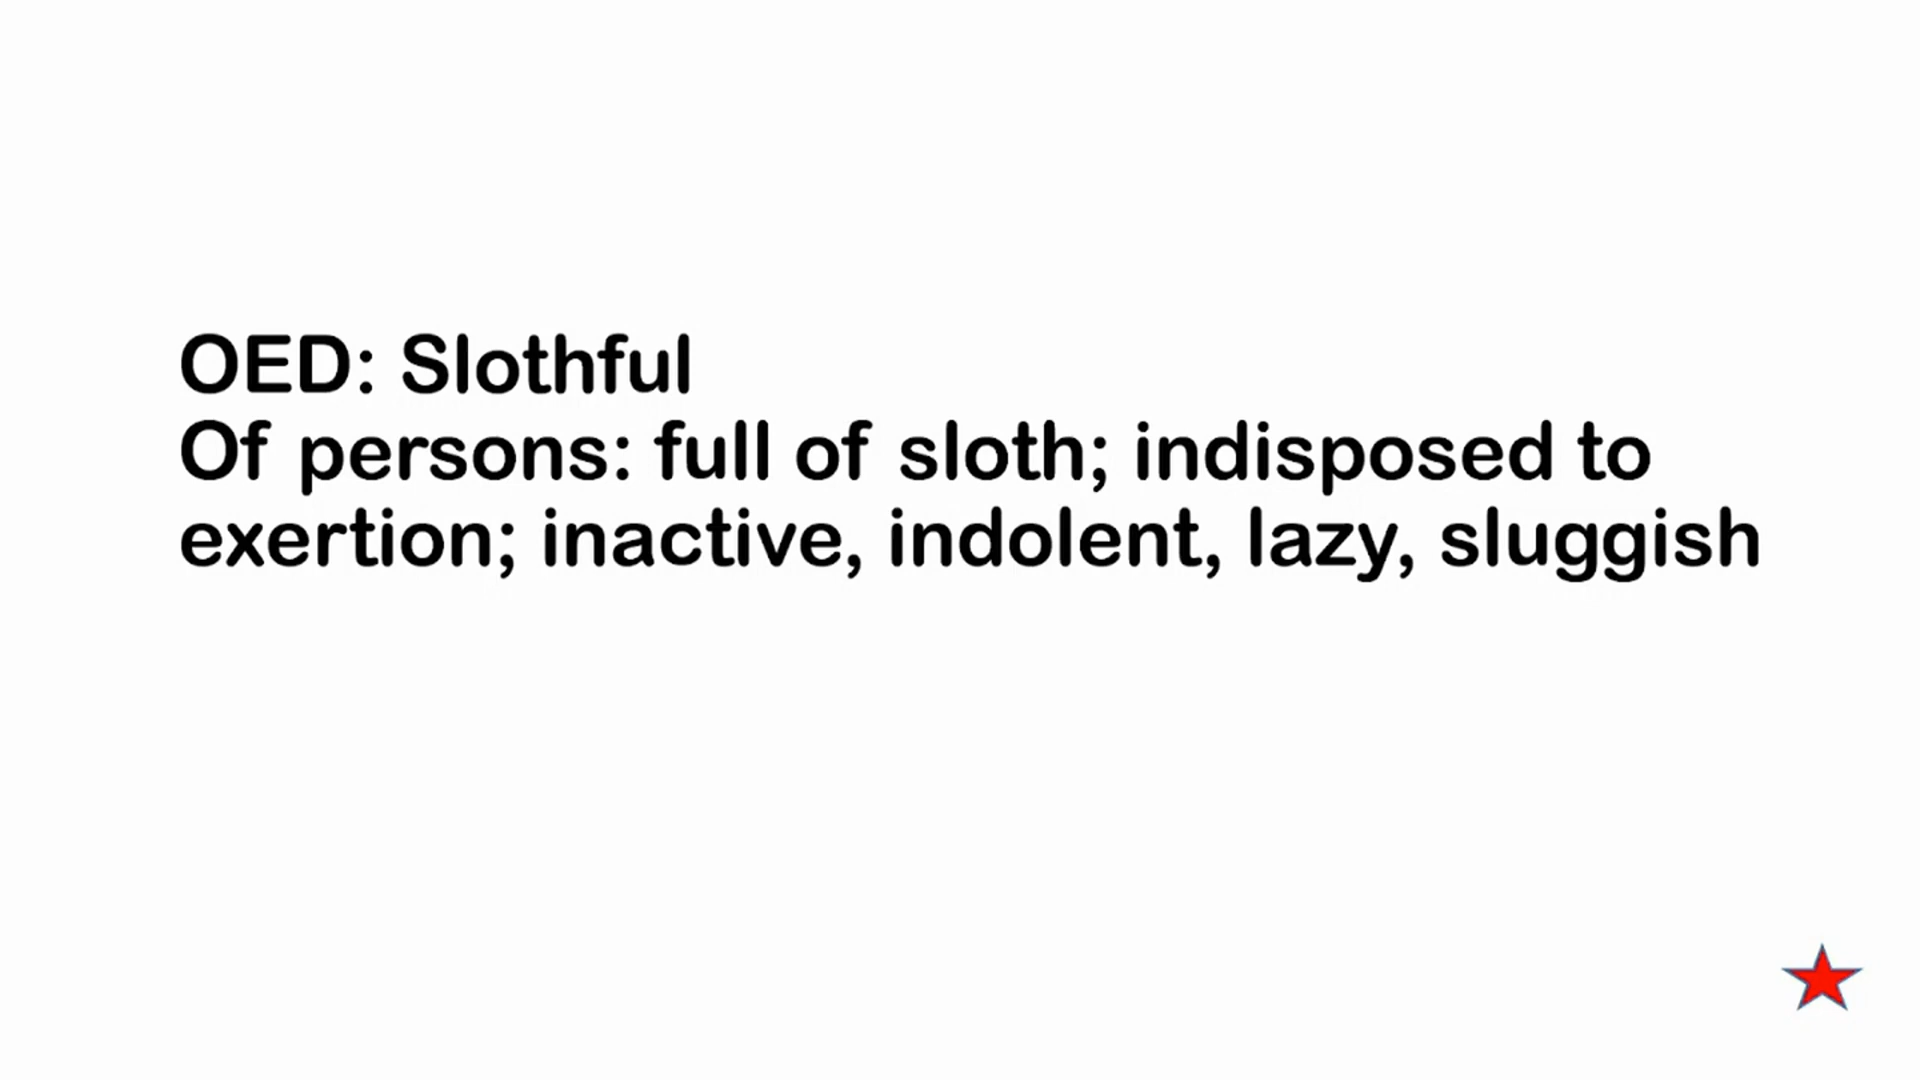 OED: Slothful
Of persons: full of sloth; indisposed to
exertion; inactive, indolent, lazy, sluggish